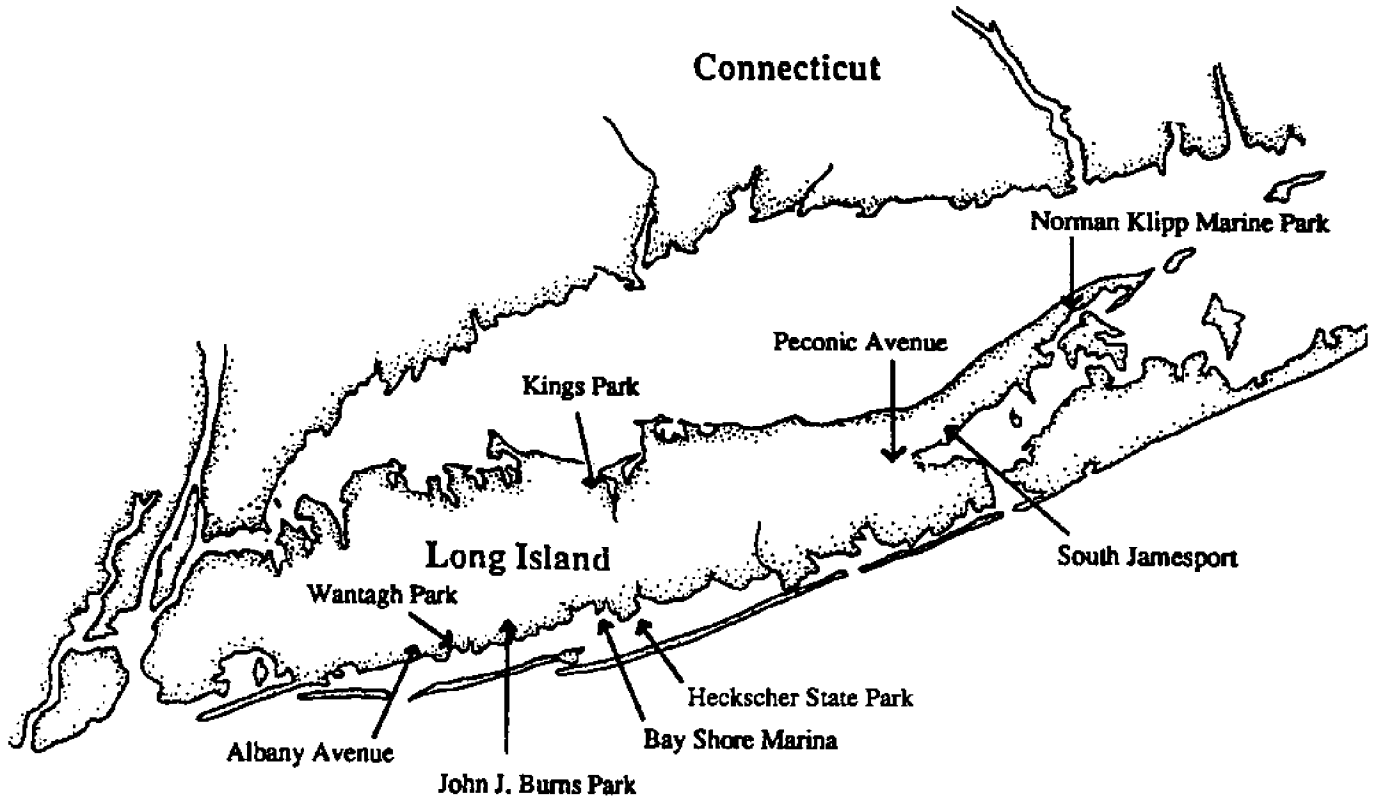 Connecticut
Norman Klipp Marine Park
Peconic Avenue
Kings Park
Long Island
South Jamesport
Wantagh Park
Heckscher State Park
Bay Shore Marina
Albany Avenue
John J. Burns Park